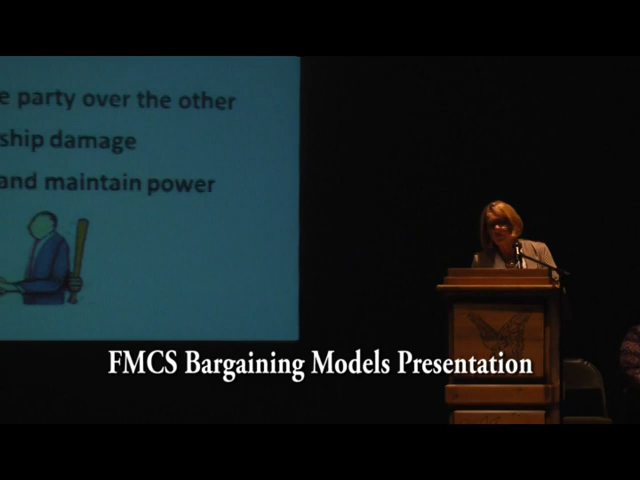 party over the other
ship damage
and maintain power
FMCS Bargaining Models Presentation